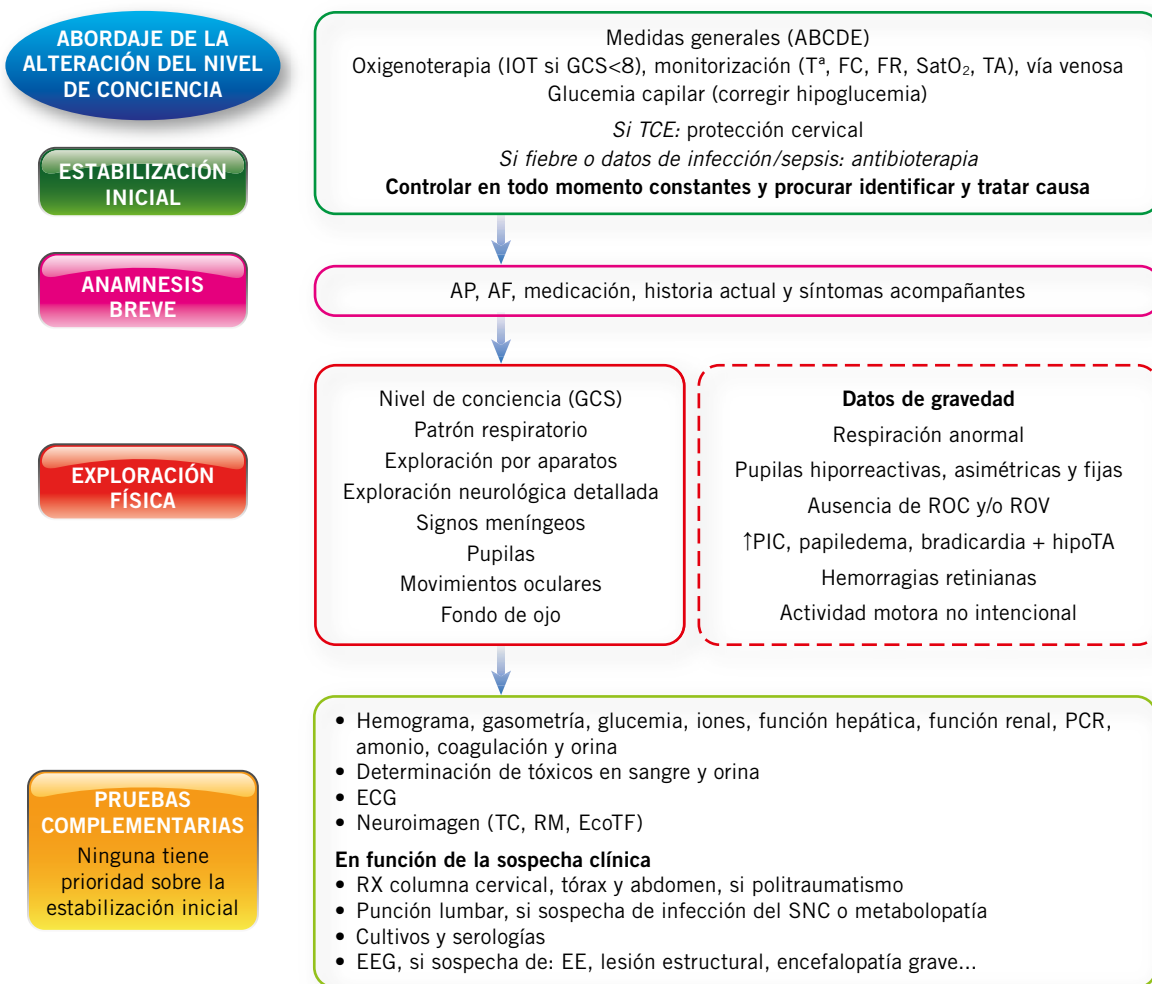 ABORDAJE DE LA
ALTERACIÓN DEL NIVEL
DE CONCIENCIA
ESTABILIZACIÓN
INICIAL
Medidas generales (ABCDE)
Oxigenoterapia (IOT si GCS<8), monitorización (Tª, FC, FR, SatO₂, TA), vía venosa
Glucemia capilar (corregir hipoglucemia)
Si TCE: protección cervical
Si fiebre o datos de infección/sepsis: antibioterapia
Controlar en todo momento constantes y procurar identificar y tratar causa
ANAMNESIS
BREVE
AP, AF, medicación, historia actual y síntomas acompañantes
EXPLORACIÓN
FÍSICA
Nivel de conciencia (GCS)
Patrón respiratorio
Exploración por aparatos
Exploración neurológica detallada
Signos meníngeos
Pupilas
Movimientos oculares
Fondo de ojo
Datos de gravedad
Respiración anormal
Pupilas hiporreactivas, asimétricas y fijas
Ausencia de ROC y/o ROV
↑PIC, papiledema, bradicardia + hipoTA
Hemorragias retinianas
Actividad motora no intencional
PRUEBAS
COMPLEMENTARIAS
Ninguna tiene
prioridad sobre la
estabilización inicial
• Hemograma, gasometría, glucemia, iones, función hepática, función renal, PCR,
amonio, coagulación y orina
• Determinación de tóxicos en sangre y orina
• ECG
• Neuroimagen (TC, RM, EcoTF)
En función de la sospecha clínica
• RX columna cervical, tórax y abdomen, si politraumatismo
• Punción lumbar, si sospecha de infección del SNC o metabolopatía
• Cultivos y serologías
• EEG, si sospecha de: EE, lesión estructural, encefalopatía grave...